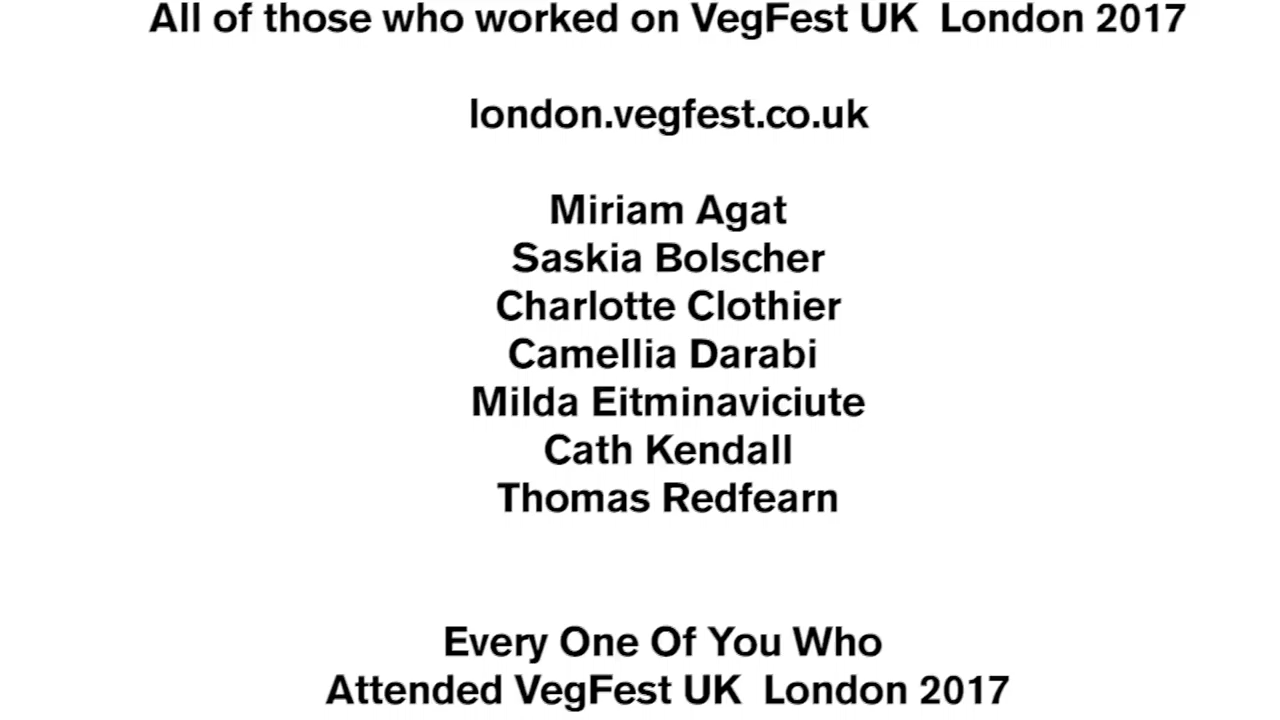 All of those who worked on VegFest UK  London 2017
london.vegfest.co.uk
Miriam Agat
Saskia Bolscher
Charlotte Clothier
Camellia Darabi
Milda Eitminaviciute
Cath Kendall
Thomas Redfearn
Every One Of You Who
Attended VegFest UK  London 2017